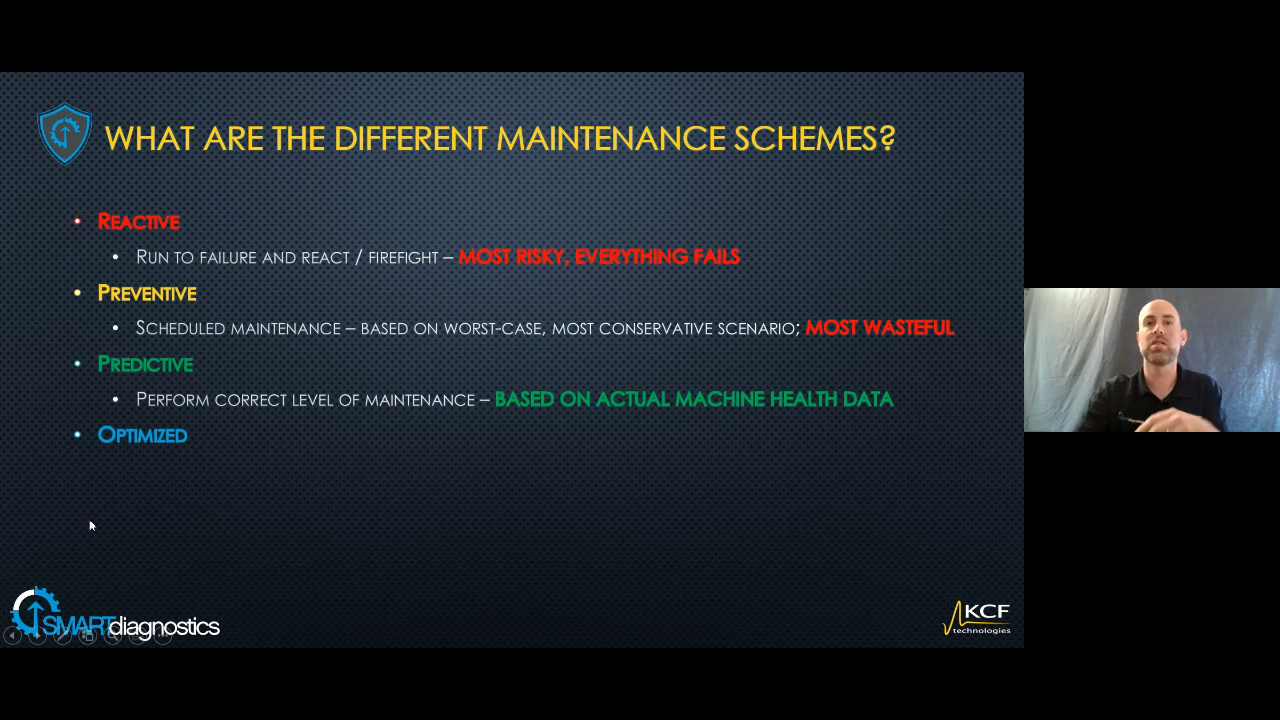 WHAT ARE THE DIFFERENT MAINTENANCE SCHEMES?
• REACTIVE
• RUN TO FAILURE AND REACT / FIREFIGHT – MOST RISKY, EVERYTHING FAILS
• PREVENTIVE
• SCHEDULED MAINTENANCE – BASED ON WORST-CASE, MOST CONSERVATIVE SCENARIO; MOST WASTEFUL
• PREDICTIVE
• PERFORM CORRECT LEVEL OF MAINTENANCE – BASED ON ACTUAL MACHINE HEALTH DATA
• OPTIMIZED
SMARTdiagnostics
KCF
technologies